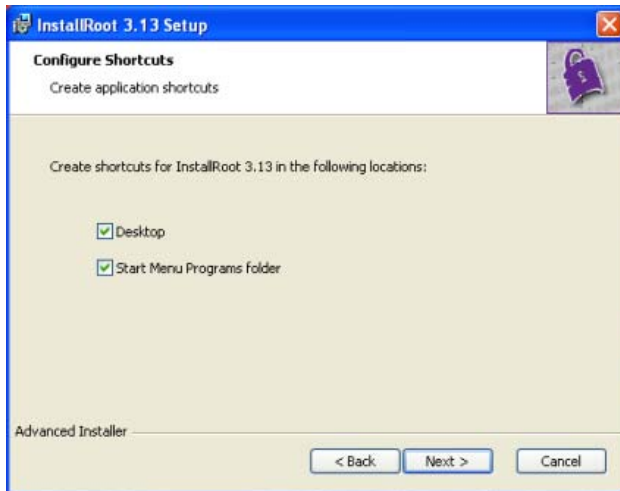 InstallRoot 3.13 Setup
Configure Shortcuts
Create application shortcuts
Create shortcuts for InstallRoot 3.13 in the following locations:
Desktop
Start Menu Programs folder
Advanced Installer
< Back
Next >
Cancel